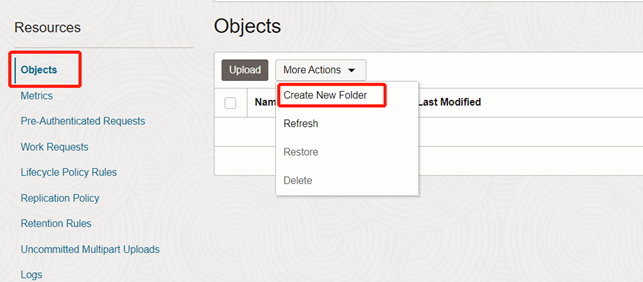 Resources
Objects
Metrics
Pre-Authenticated Requests
Work Requests
Lifecycle Policy Rules
Replication Policy
Retention Rules
Uncommitted Multipart Uploads
Logs
Objects
Upload
More Actions
Nam
Last Modified
Create New Folder
Refresh
Restore
Delete